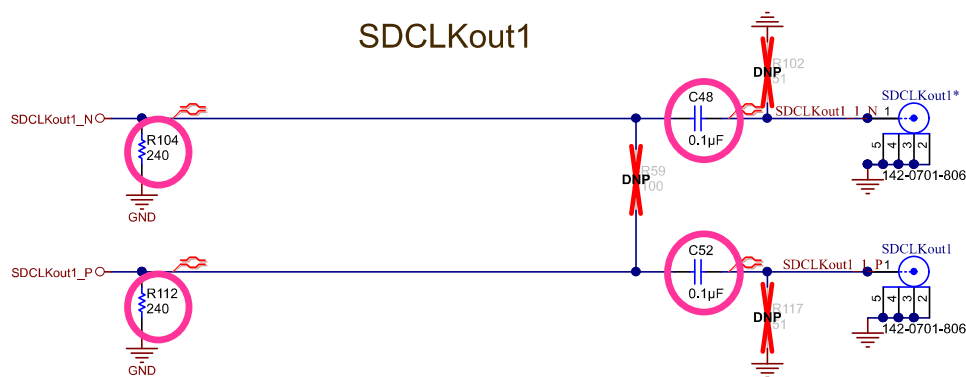 SDCLKout1
R102
DNP
51
C48
SDCLKout1*
SDCLKout1_N
SDCLKout1_1_N
1
R104
240
0.1µF
5
4
3
2
142-0701-806
GND
R59
DNP
100
C52
SDCLKout1
SDCLKout1_P
SDCLKout1_1_P
1
R112
240
0.1µF
R117
DNP
51
5
4
3
2
142-0701-806
GND